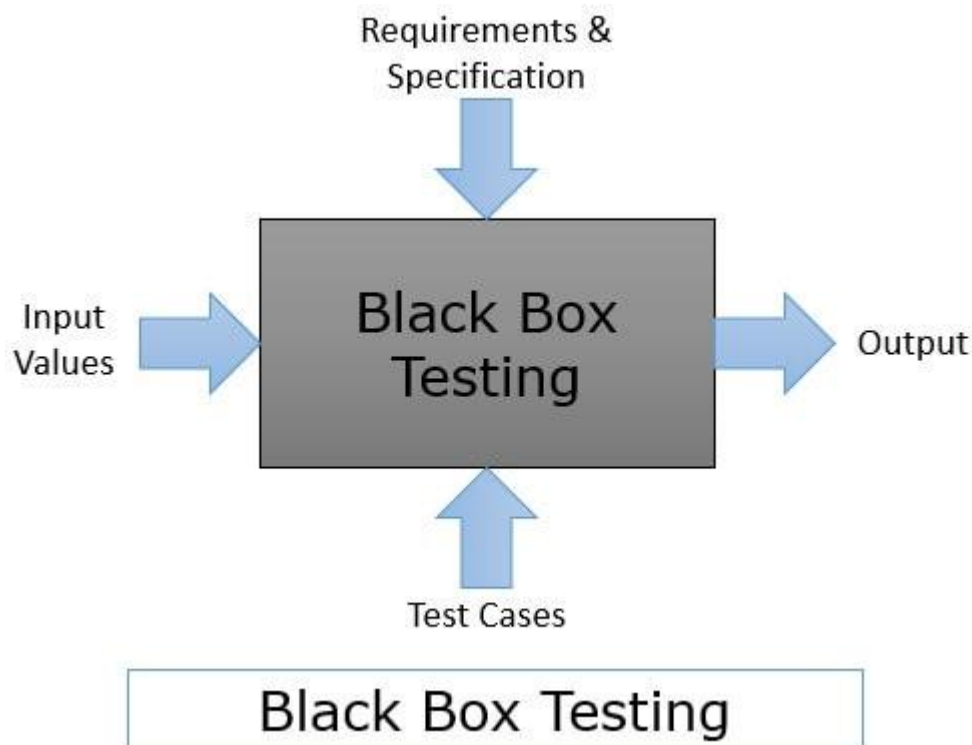 Requirements &
Specification
Input
Values
Black Box
Testing
Output
Test Cases
Black Box Testing